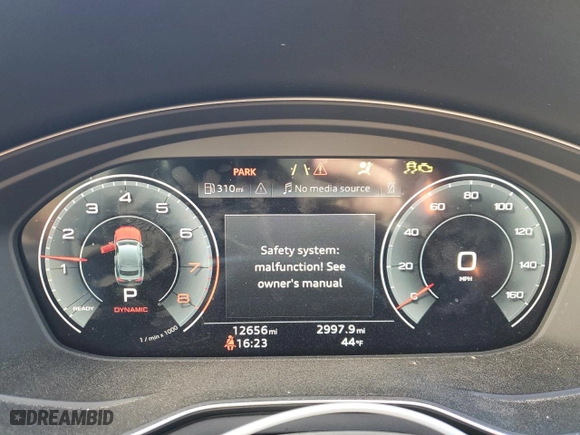 PARK
310mi
No media source
Safety system:
malfunction! See
owner's manual
READY 1 2 3 4 5 6 7 8
P
DYNAMIC
1 / min x 1000
20 40 60 80 100 120 140 160
0
MPH
12656mi 2997.9mi
16:23 44°F
DREAMBID